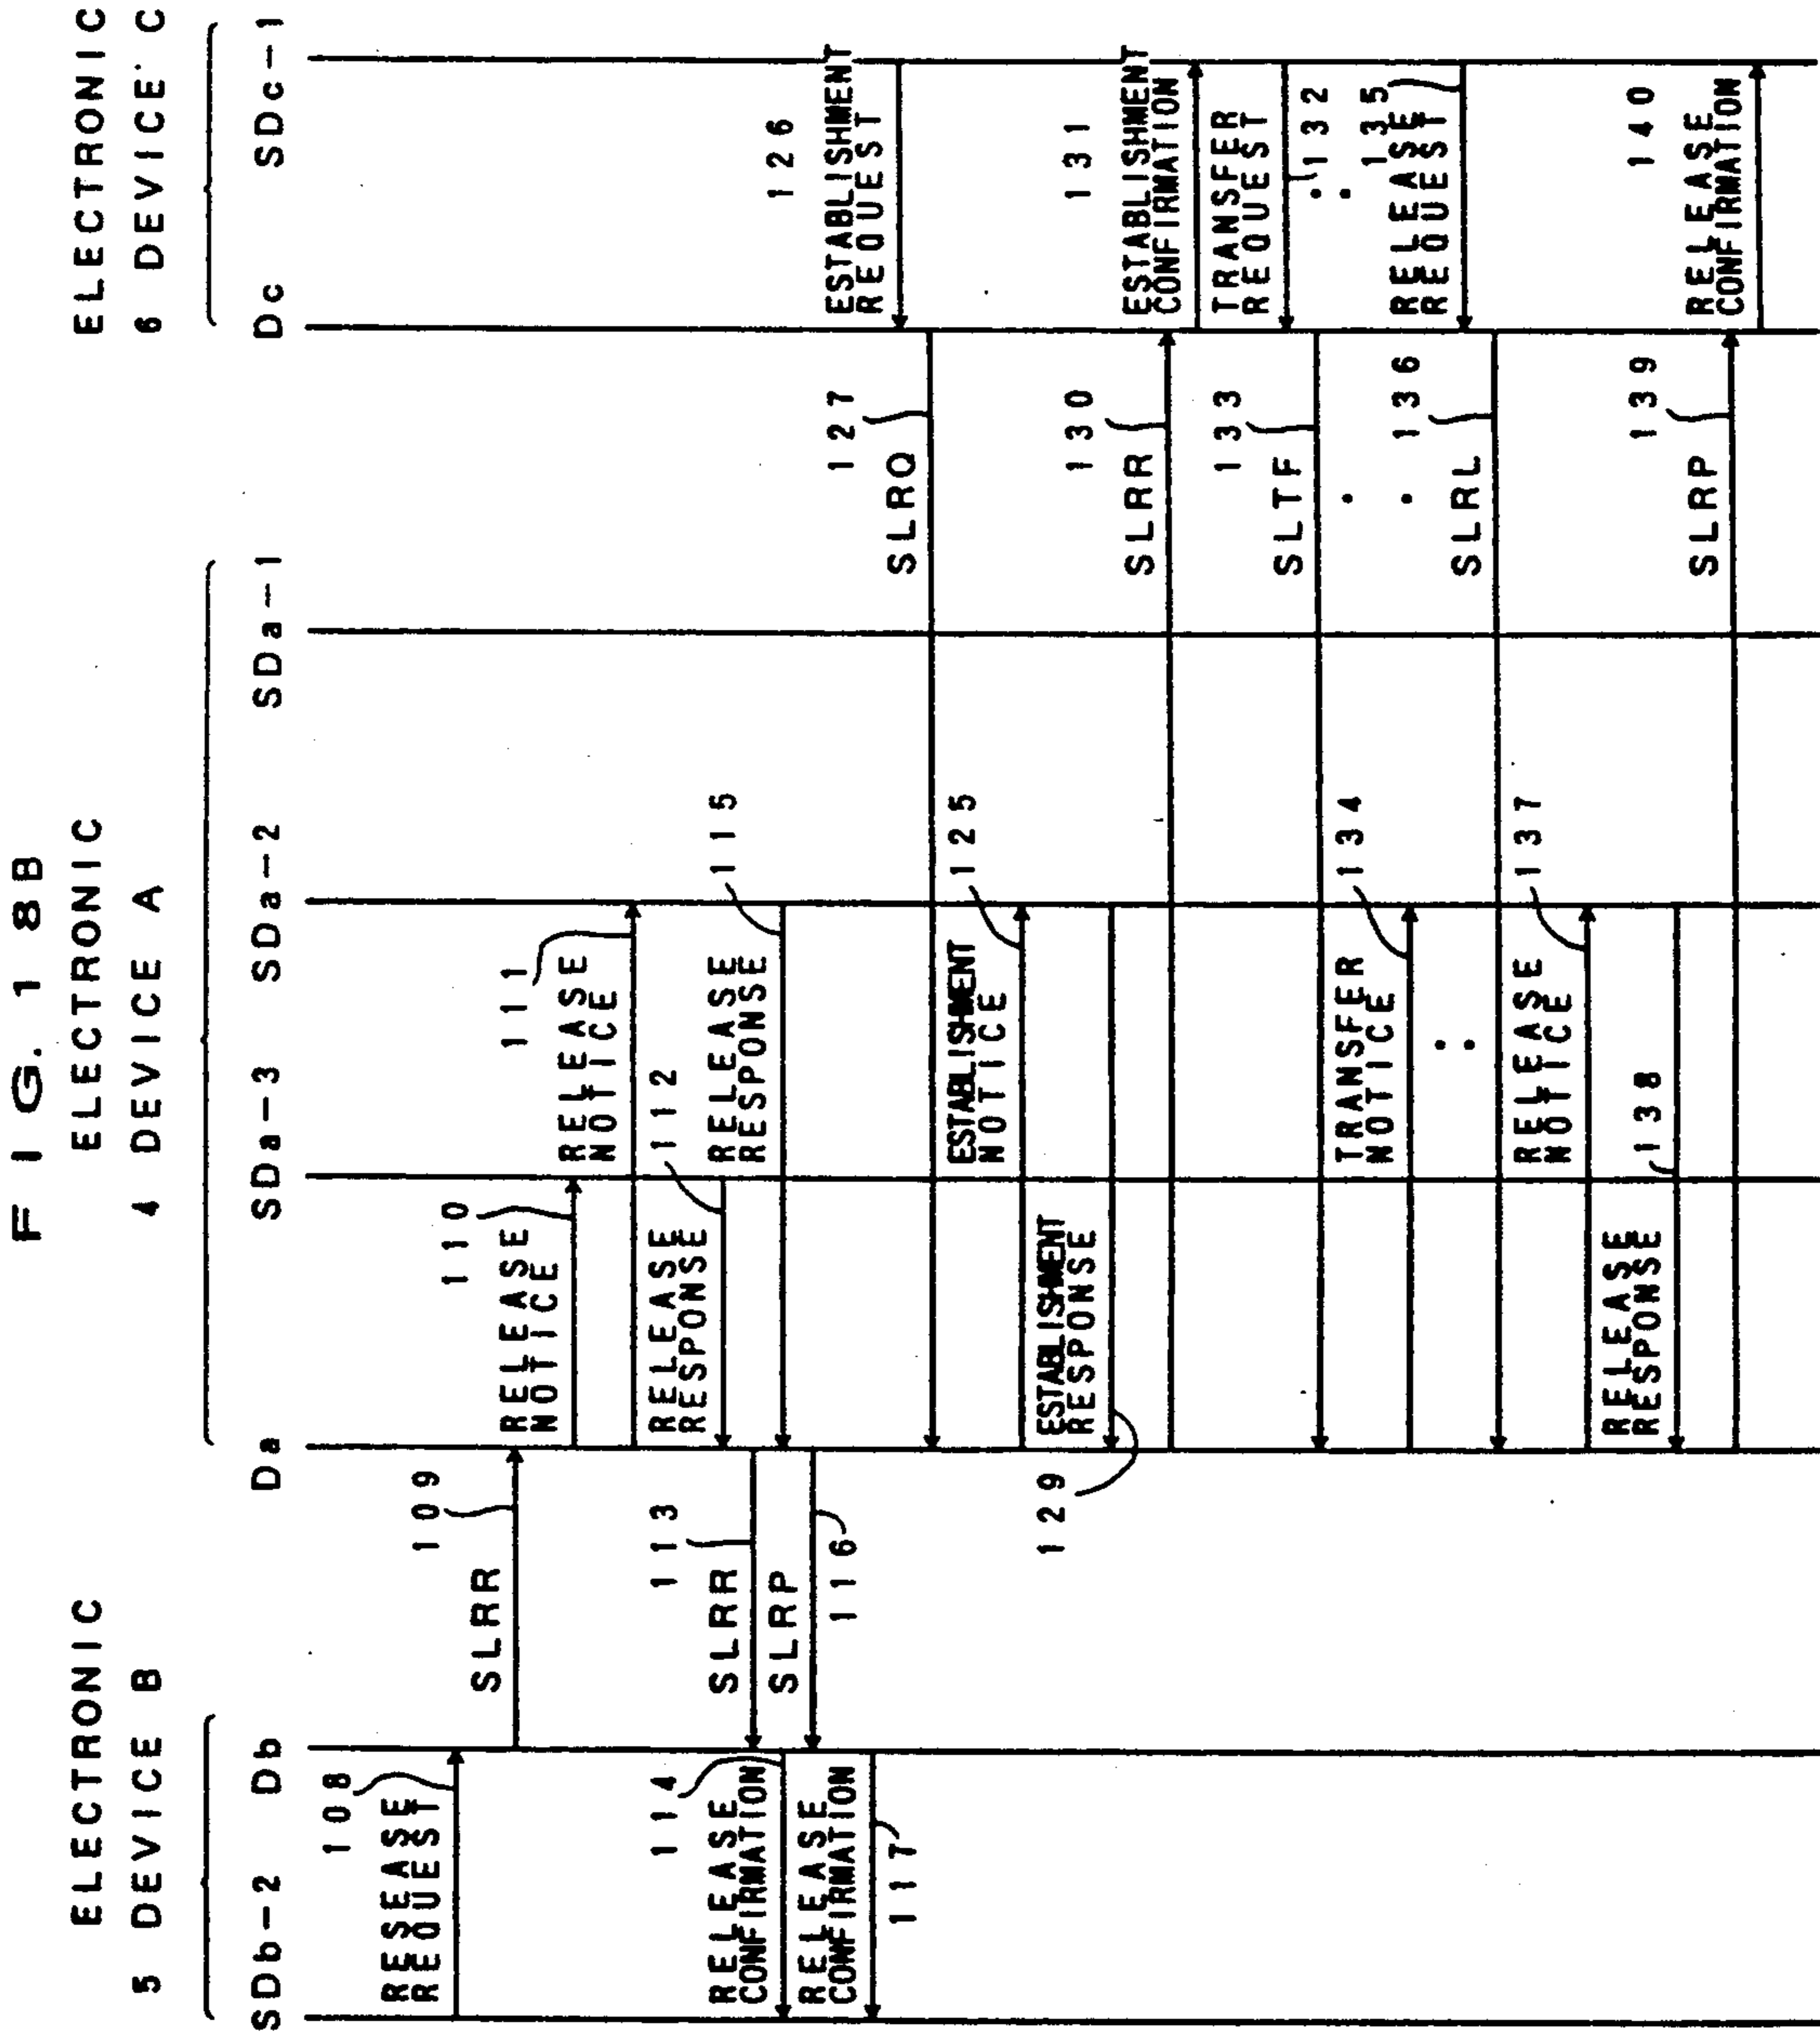 FIG. 18B
ELECTRONIC
5 DEVICE B
ELECTRONIC
4 DEVICE A
ELECTRONIC
6 DEVICE C
SDb-2 Db Da SDa-3 SDa-2 SDa-1 Dc SDc-1
108
RESEASE
REQUEST
109
SLRR
110
RELEASE
NOTICE
111
RELEASE
NOTICE
112
RELEASE
RESPONSE
113
SLRR
114
RELEASE
CONFIRMATION
115
RELEASE
RESPONSE
SLRP
116
RELEASE
CONFIRMATION
117
126
ESTABLISHMENT
REQUEST
127
SLRQ
125
ESTABLISHMENT
NOTICE
ESTABLISHMENT
RESPONSE
129
130
SLRR
131
ESTABLISHMENT
CONFIRMATION
TRANSFER
REQUEST
132
133
SLTF
134
TRANSFER
NOTICE
135
RELEASE
REQUEST
136
SLRL
137
RELEASE
NOTICE
138
RELEASE
RESPONSE
139
SLRP
140
RELEASE
CONFIRMATION